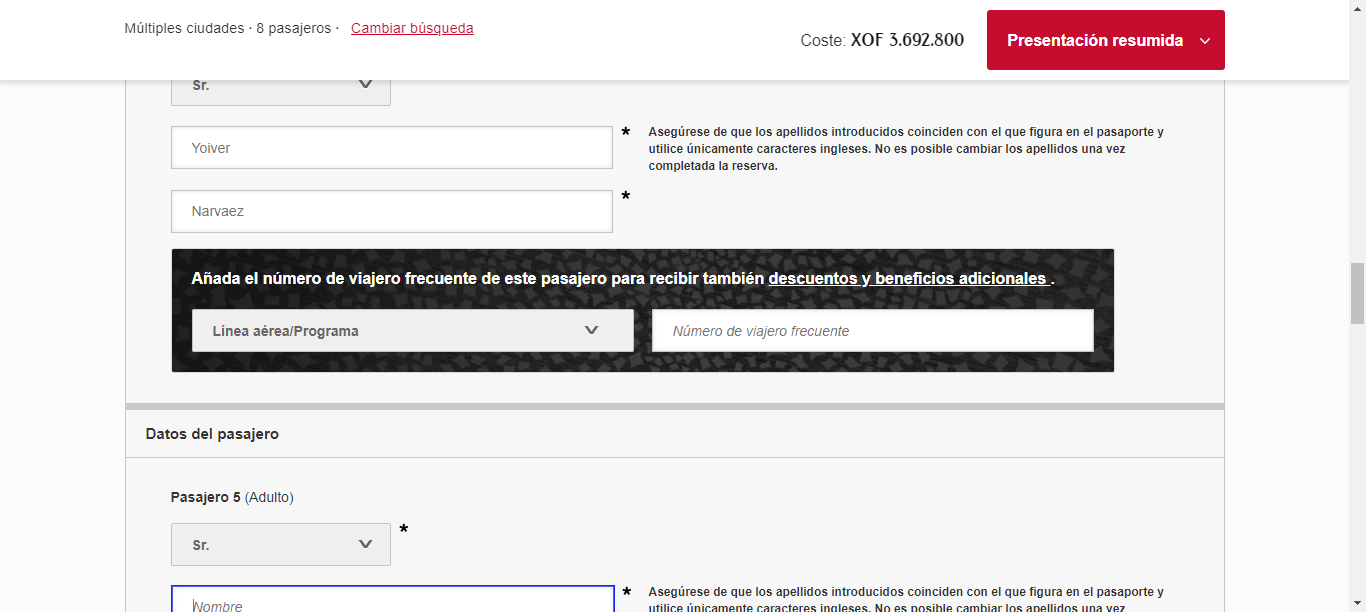 Múltiples ciudades · 8 pasajeros · Cambiar búsqueda
Coste: XOF 3.692.800
Presentación resumida
Sr.
Yoiver
*
Asegúrese de que los apellidos introducidos coinciden con el que figura en el pasaporte y
utilice únicamente caracteres ingleses. No es posible cambiar los apellidos una vez
completada la reserva.
Narvaez
*
Añada el número de viajero frecuente de este pasajero para recibir también descuentos y beneficios adicionales .
Línea aérea/Programa
Número de viajero frecuente
Datos del pasajero
Pasajero 5 (Adulto)
Sr.
*
Nombre
*
Asegúrese de que los apellidos introducidos coinciden con el que figura en el pasaporte y
utilice únicamente caracteres ingleses. No es posible cambiar los apellidos una vez